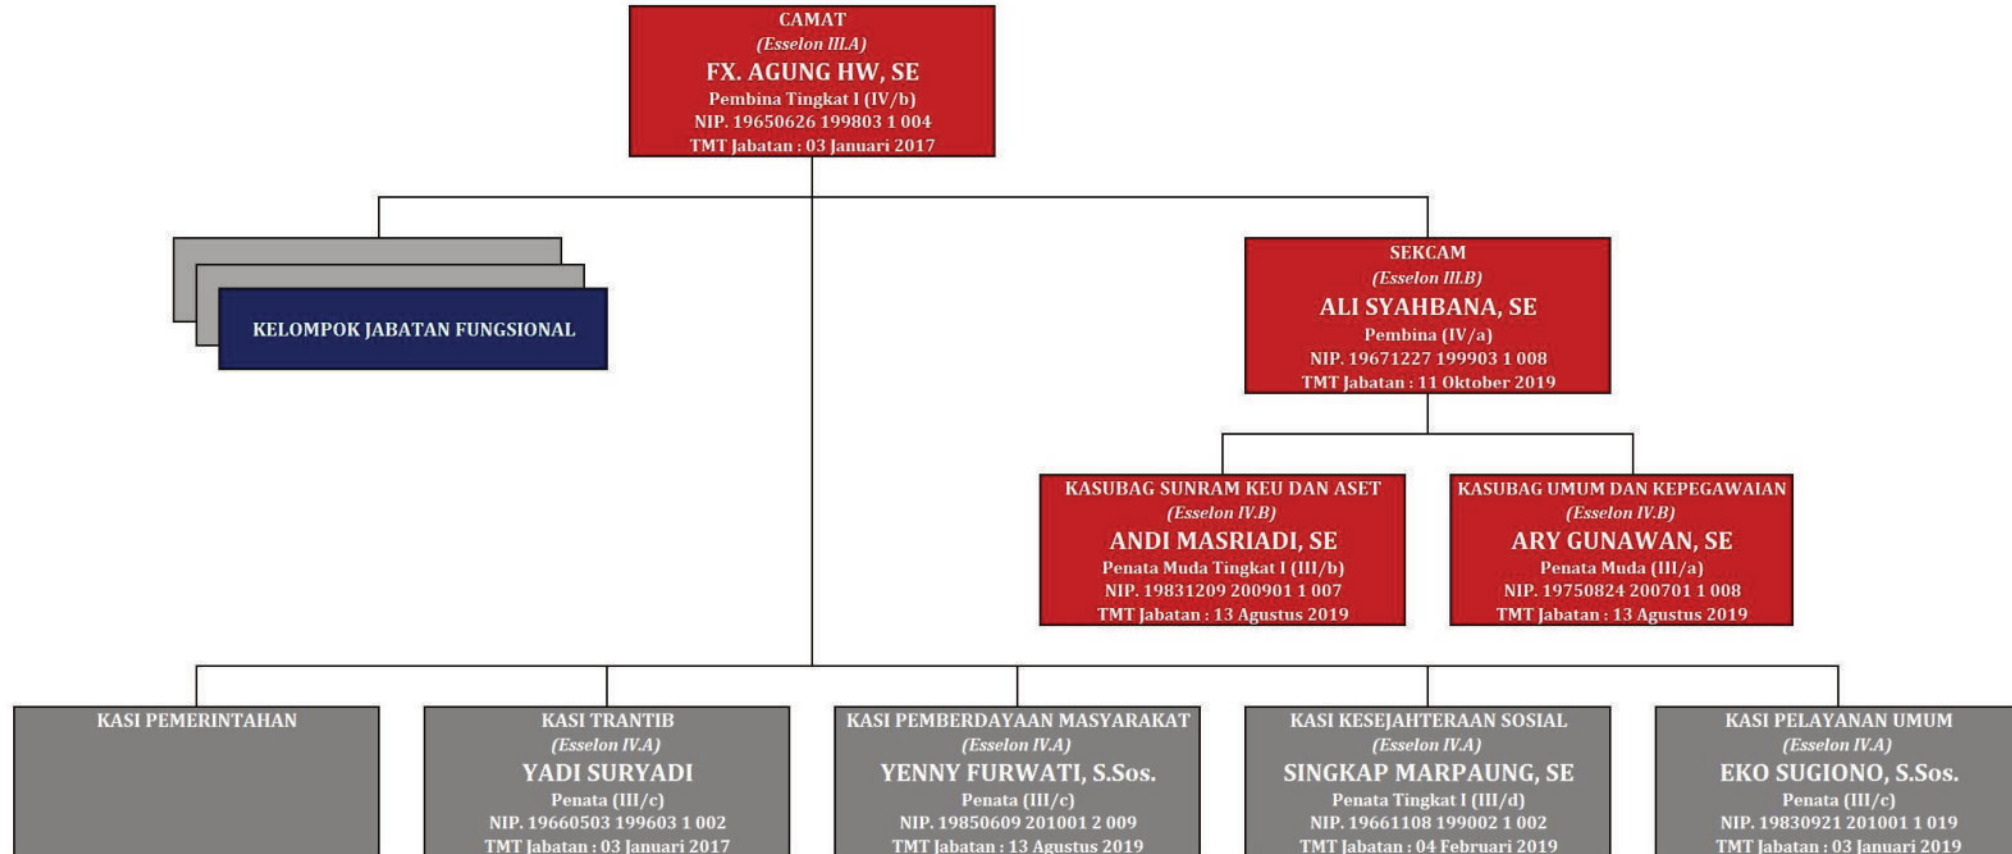 CAMAT
(Esselon III.A)
FX. AGUNG HW, SE
Pembina Tingkat I (IV/b)
NIP. 19650626 199803 1 004
TMT Jabatan : 03 Januari 2017
KELOMPOK JABATAN FUNGSIONAL
SEKCAM
(Esselon III.B)
ALI SYAHBANA, SE
Pembina (IV/a)
NIP. 19671227 199903 1 008
TMT Jabatan : 11 Oktober 2019
KASUBAG SUNRAM KEU DAN ASET
(Esselon IV.B)
ANDI MASRIADI, SE
Penata Muda Tingkat I (III/b)
NIP. 19831209 200901 1 007
TMT Jabatan : 13 Agustus 2019
KASUBAG UMUM DAN KEPEGAWAIAN
(Esselon IV.B)
ARY GUNAWAN, SE
Penata Muda (III/a)
NIP. 19750824 200701 1 008
TMT Jabatan : 13 Agustus 2019
KASI PEMERINTAHAN
KASI TRANTIB
(Esselon IV.A)
YADI SURYADI
Penata (III/c)
NIP. 19660503 199603 1 002
TMT Jabatan : 03 Januari 2017
KASI PEMBERDAYAAN MASYARAKAT
(Esselon IV.A)
YENNY FURWATI, S.Sos.
Penata (III/c)
NIP. 19850609 201001 2 009
TMT Jabatan : 13 Agustus 2019
KASI KESEJAHTERAAN SOSIAL
(Esselon IV.A)
SINGKAP MARPAUNG, SE
Penata Tingkat I (III/d)
NIP. 19661108 199002 1 002
TMT Jabatan : 04 Februari 2019
KASI PELAYANAN UMUM
(Esselon IV.A)
EKO SUGIONO, S.Sos.
Penata (III/c)
NIP. 19830921 201001 1 019
TMT Jabatan : 03 Januari 2019